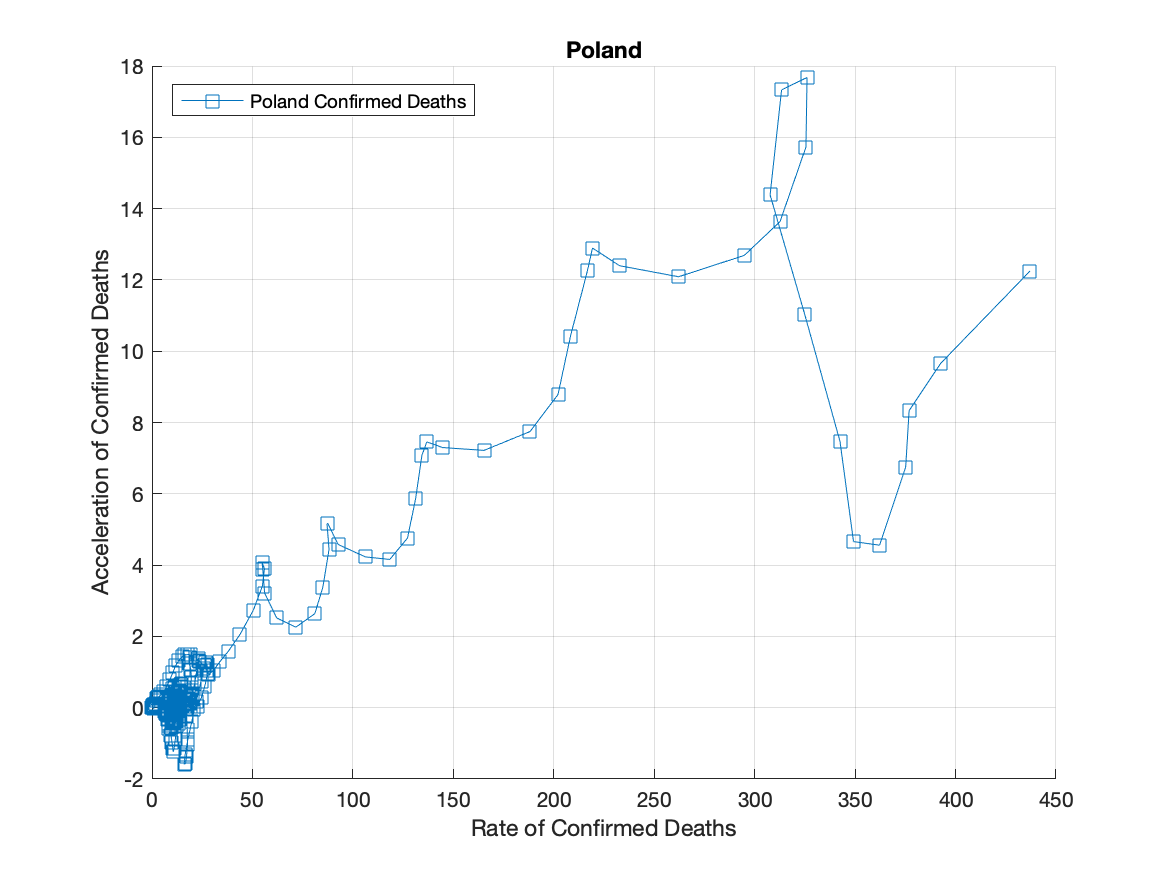 Poland
18
Poland Confirmed Deaths
16
14
12
10
8
6
4
2
0
-2
Acceleration of Confirmed Deaths
0 50 100 150 200 250 300 350 400 450
Rate of Confirmed Deaths